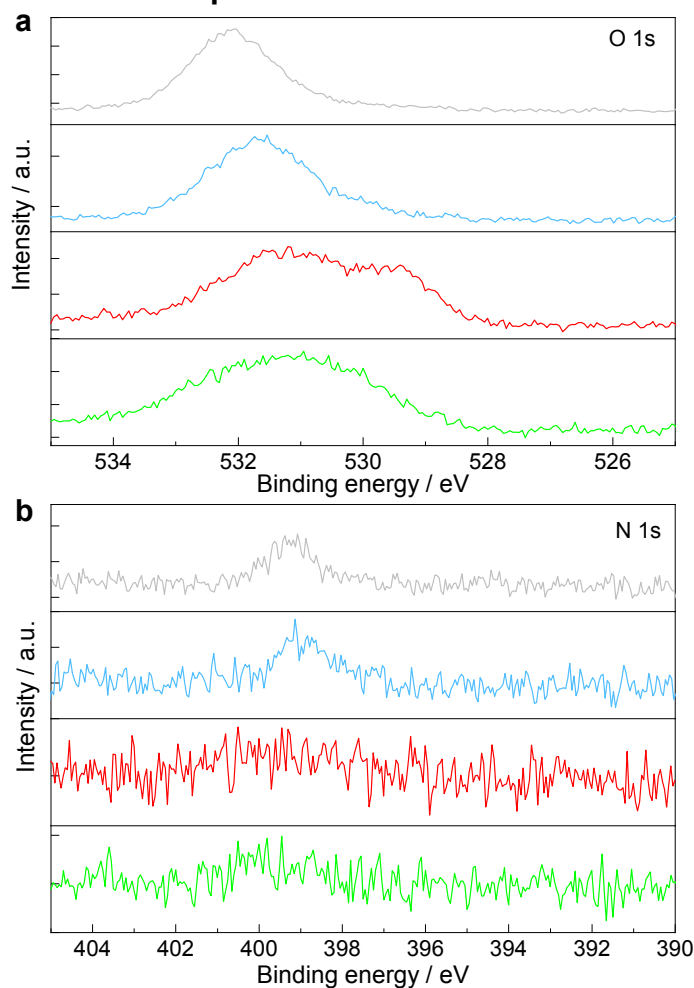 a
O 1s
Intensity / a.u.
534 532 530 528 526
Binding energy / eV
b
N 1s
Intensity / a.u.
404 402 400 398 396 394 392 390
Binding energy / eV